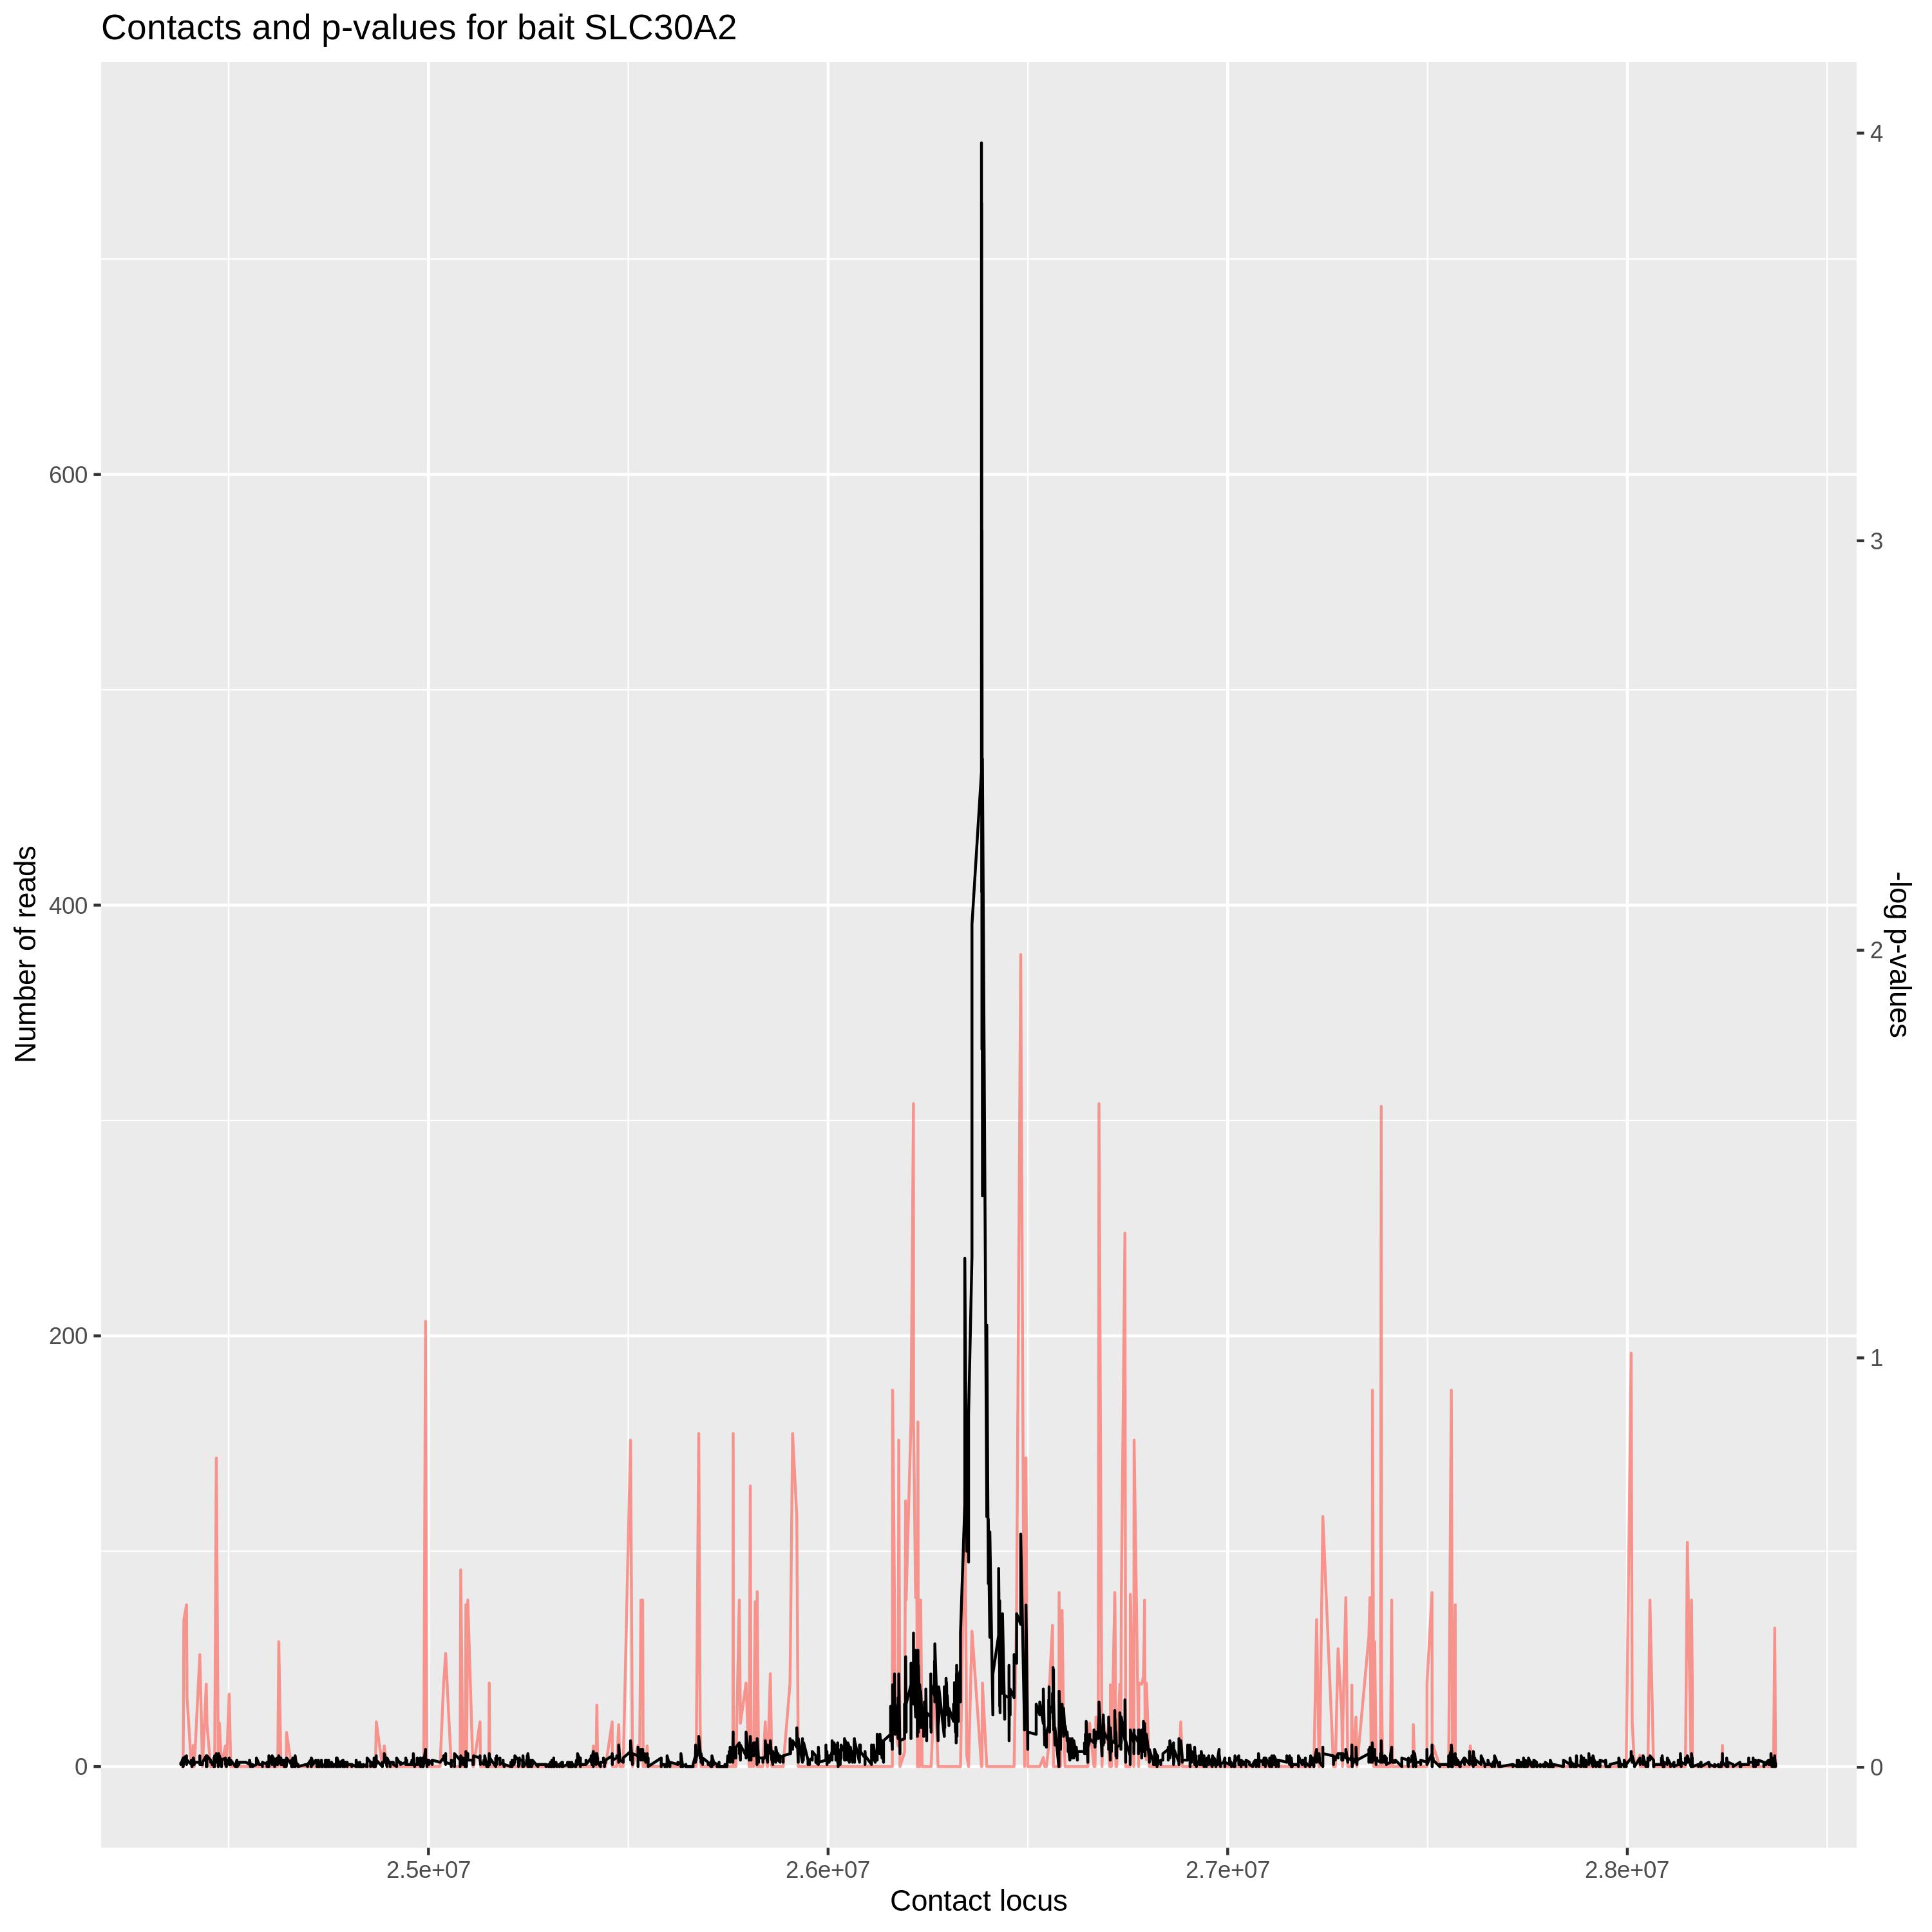 Contacts and p-values for bait SLC30A2
Number of reads
600
400
200
0
4
3
2
1
0
-log p-values
2.5e+07
2.6e+07
2.7e+07
2.8e+07
Contact locus